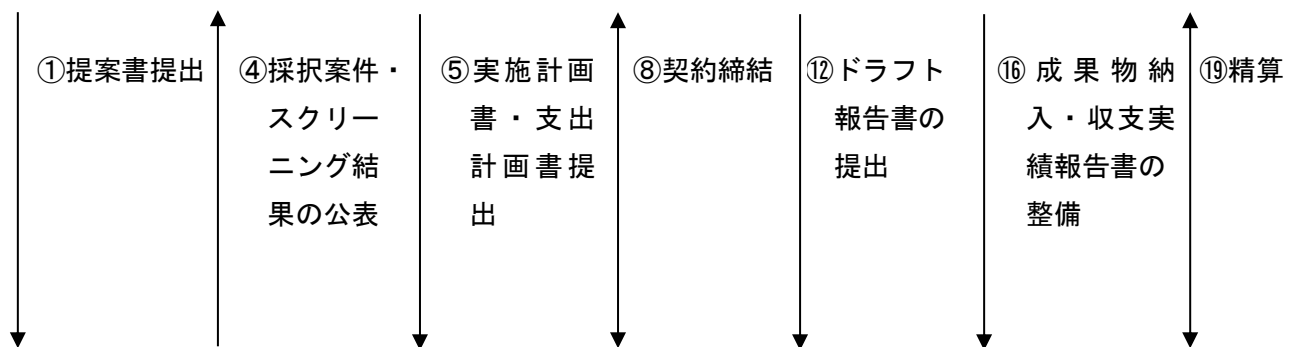 ①提案書提出
④採択案件・
スクリー
ニング結
果の公表
⑤実施計画
書・支出
計画書提
出
⑧契約締結
⑫ドラフト
報告書の
提出
⑯成果物納
入・収支実
績報告書の
整備
⑲精算